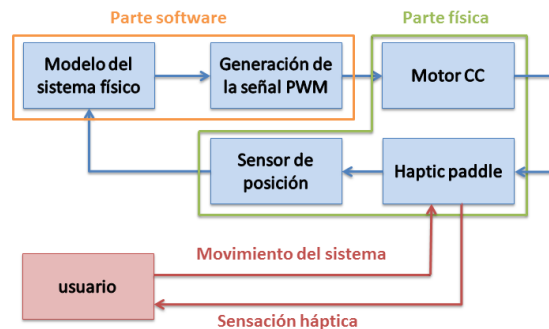 Parte software
Parte física
Modelo del
sistema físico
Generación de
la señal PWM
Motor CC
Sensor de
posición
Haptic paddle
Movimiento del sistema
usuario
Sensación háptica